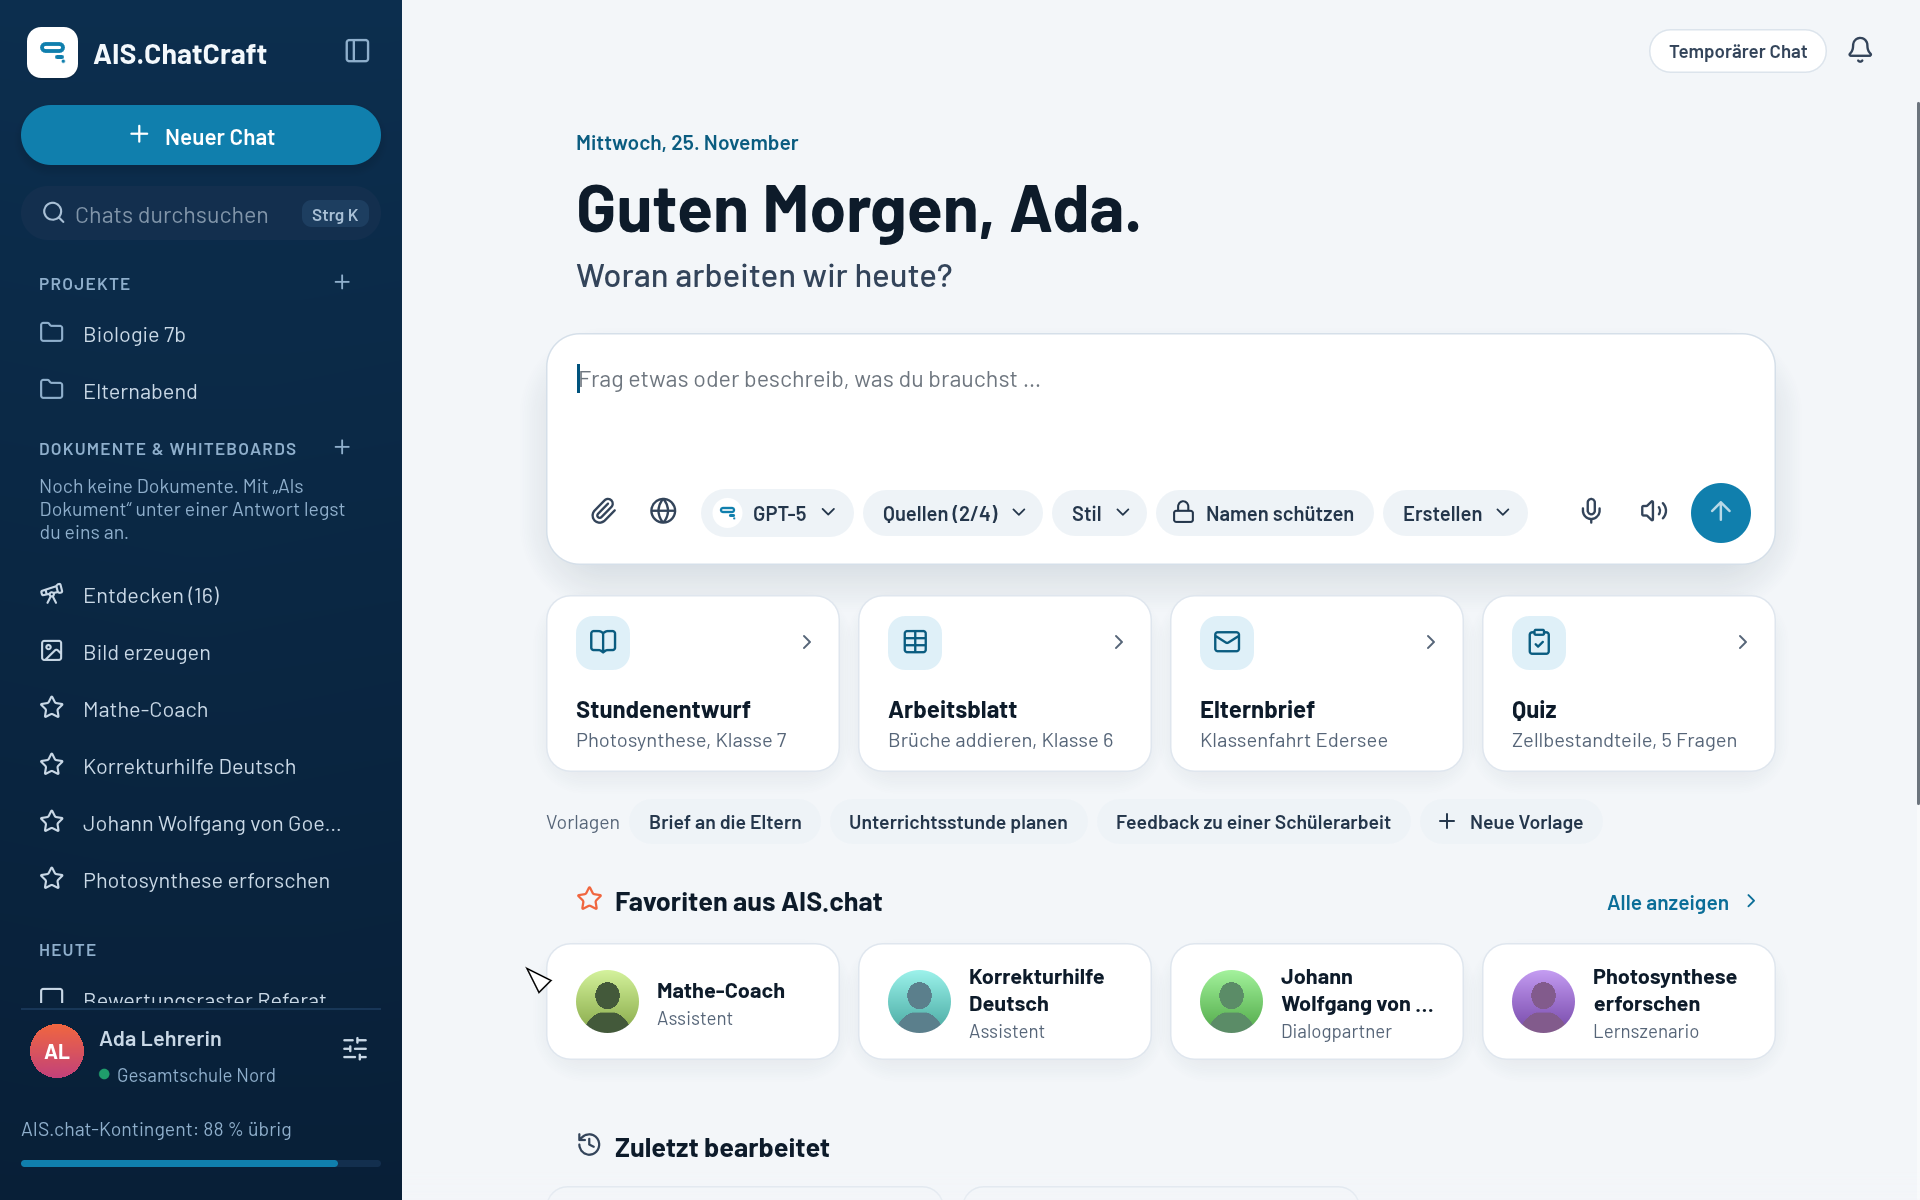 AIS.ChatCraft
Neuer Chat
Chats durchsuchen
Strg K
PROJEKTE
Biologie 7b
Elternabend
DOKUMENTE & WHITEBOARDS
Noch keine Dokumente. Mit „Als
Dokument“ unter einer Antwort legst
du eins an.
Entdecken (16)
Bild erzeugen
Mathe-Coach
Korrekturhilfe Deutsch
Johann Wolfgang von Goe...
Photosynthese erforschen
HEUTE
Bewertungsraster Referat
AL
Ada Lehrerin
Gesamtschule Nord
AIS.chat-Kontingent: 88 % übrig
Temporärer Chat
Mittwoch, 25. November
Guten Morgen, Ada.
Woran arbeiten wir heute?
Frag etwas oder beschreib, was du brauchst ...
GPT-5
Quellen (2/4)
Stil
Namen schützen
Erstellen
Stundenentwurf
Photosynthese, Klasse 7
Arbeitsblatt
Brüche addieren, Klasse 6
Elternbrief
Klassenfahrt Edersee
Quiz
Zellbestandteile, 5 Fragen
Vorlagen
Brief an die Eltern
Unterrichtsstunde planen
Feedback zu einer Schülerarbeit
Neue Vorlage
Favoriten aus AIS.chat
Alle anzeigen
Mathe-Coach
Assistent
Korrekturhilfe
Deutsch
Assistent
Johann
Wolfgang von ...
Dialogpartner
Photosynthese
erforschen
Lernszenario
Zuletzt bearbeitet